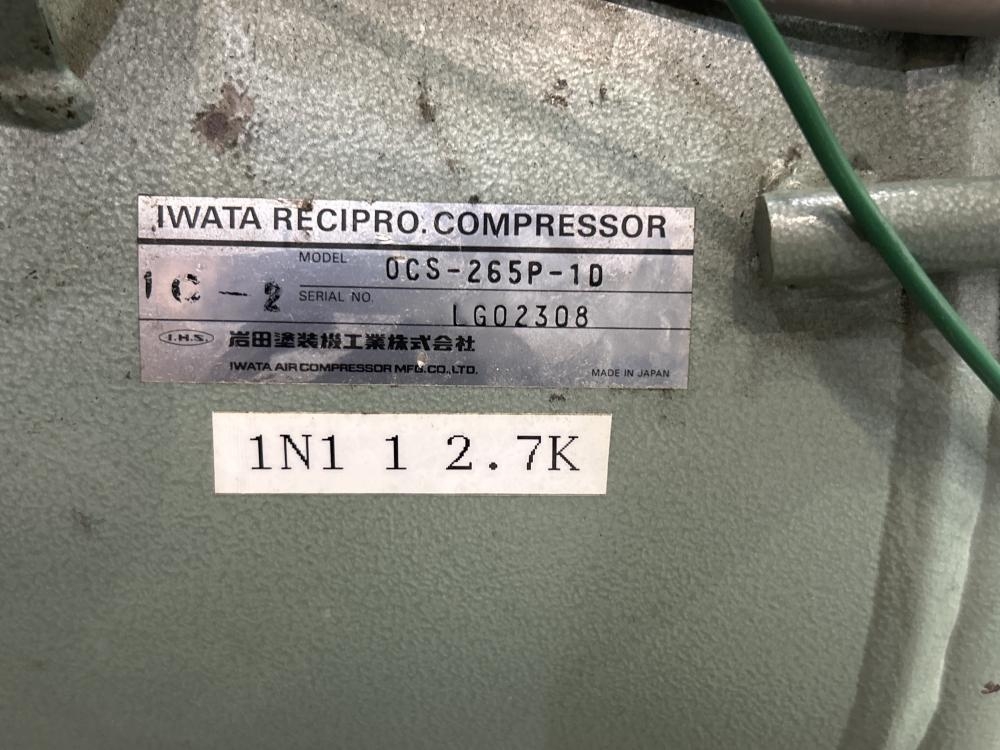 IWATA RECIPRO. COMPRESSOR
MODEL OCS-265P-1D
1C-2
SERIAL NO. LG02308
I.H.S. 岩田塗装機工業株式会社
IWATA AIR COMPRESSOR MFG.CO.,LTD.
MADE IN JAPAN
1N1 1 2.7K